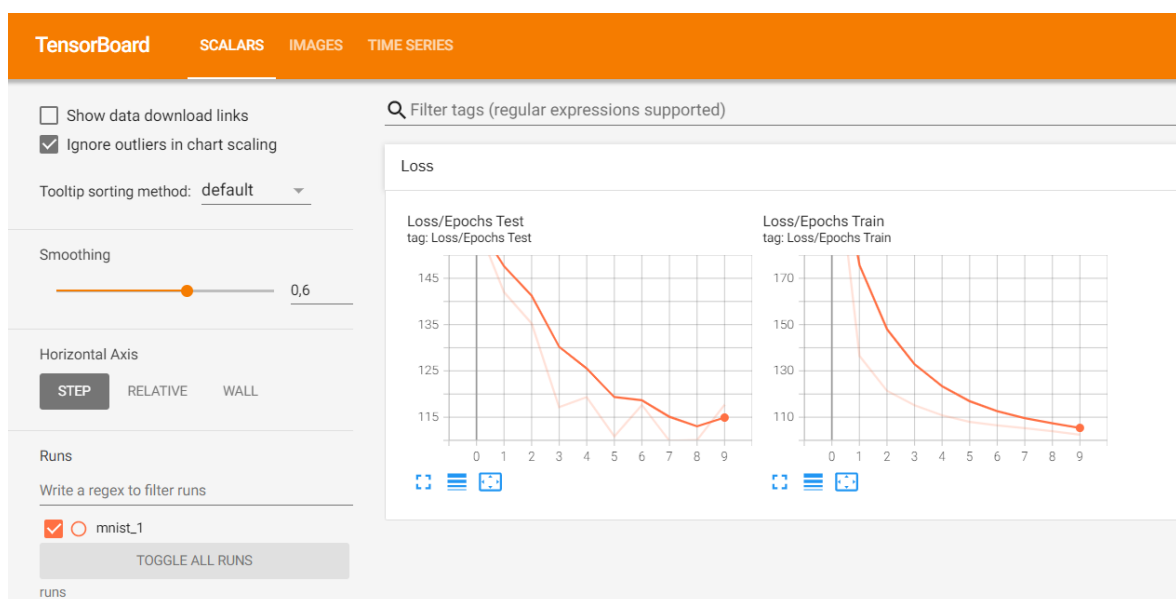 TensorBoard SCALARS IMAGES TIME SERIES
Show data download links
Ignore outliers in chart scaling
Tooltip sorting method: default
Smoothing
0,6
Horizontal Axis
STEP RELATIVE WALL
Runs
Write a regex to filter runs
mnist_1
TOGGLE ALL RUNS
runs
Filter tags (regular expressions supported)
Loss
Loss/Epochs Test
tag: Loss/Epochs Test
145
135
125
115
0 1 2 3 4 5 6 7 8 9
Loss/Epochs Train
tag: Loss/Epochs Train
170
150
130
110
0 1 2 3 4 5 6 7 8 9